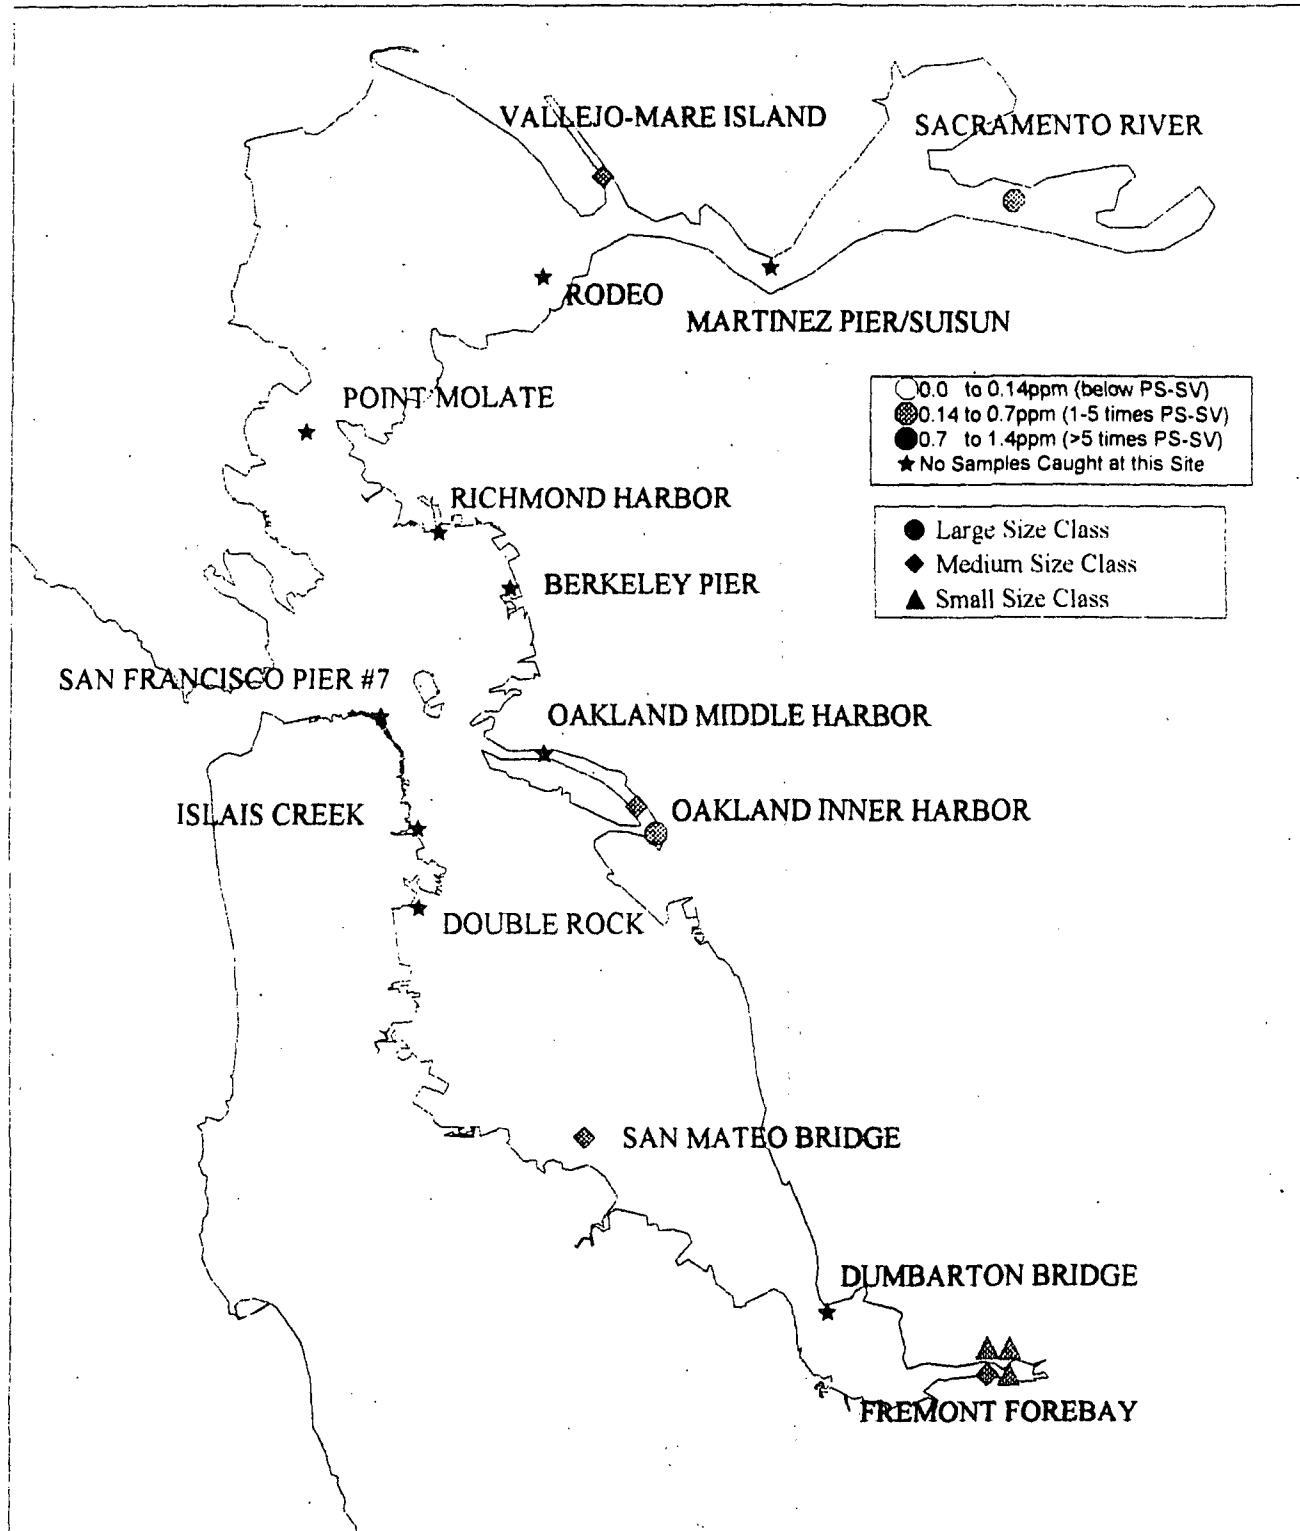 VALLEJO-MARE ISLAND
SACRAMENTO RIVER
RODEO
MARTINEZ PIER/SUISUN
POINT MOLATE
0.0 to 0.14ppm (below PS-SV)
0.14 to 0.7ppm (1-5 times PS-SV)
0.7 to 1.4ppm (>5 times PS-SV)
No Samples Caught at this Site
RICHMOND HARBOR
Large Size Class
Medium Size Class
Small Size Class
BERKELEY PIER
SAN FRANCISCO PIER #7
OAKLAND MIDDLE HARBOR
ISLAIS CREEK
OAKLAND INNER HARBOR
DOUBLE ROCK
SAN MATEO BRIDGE
DUMBARTON BRIDGE
FREMONT FOREBAY